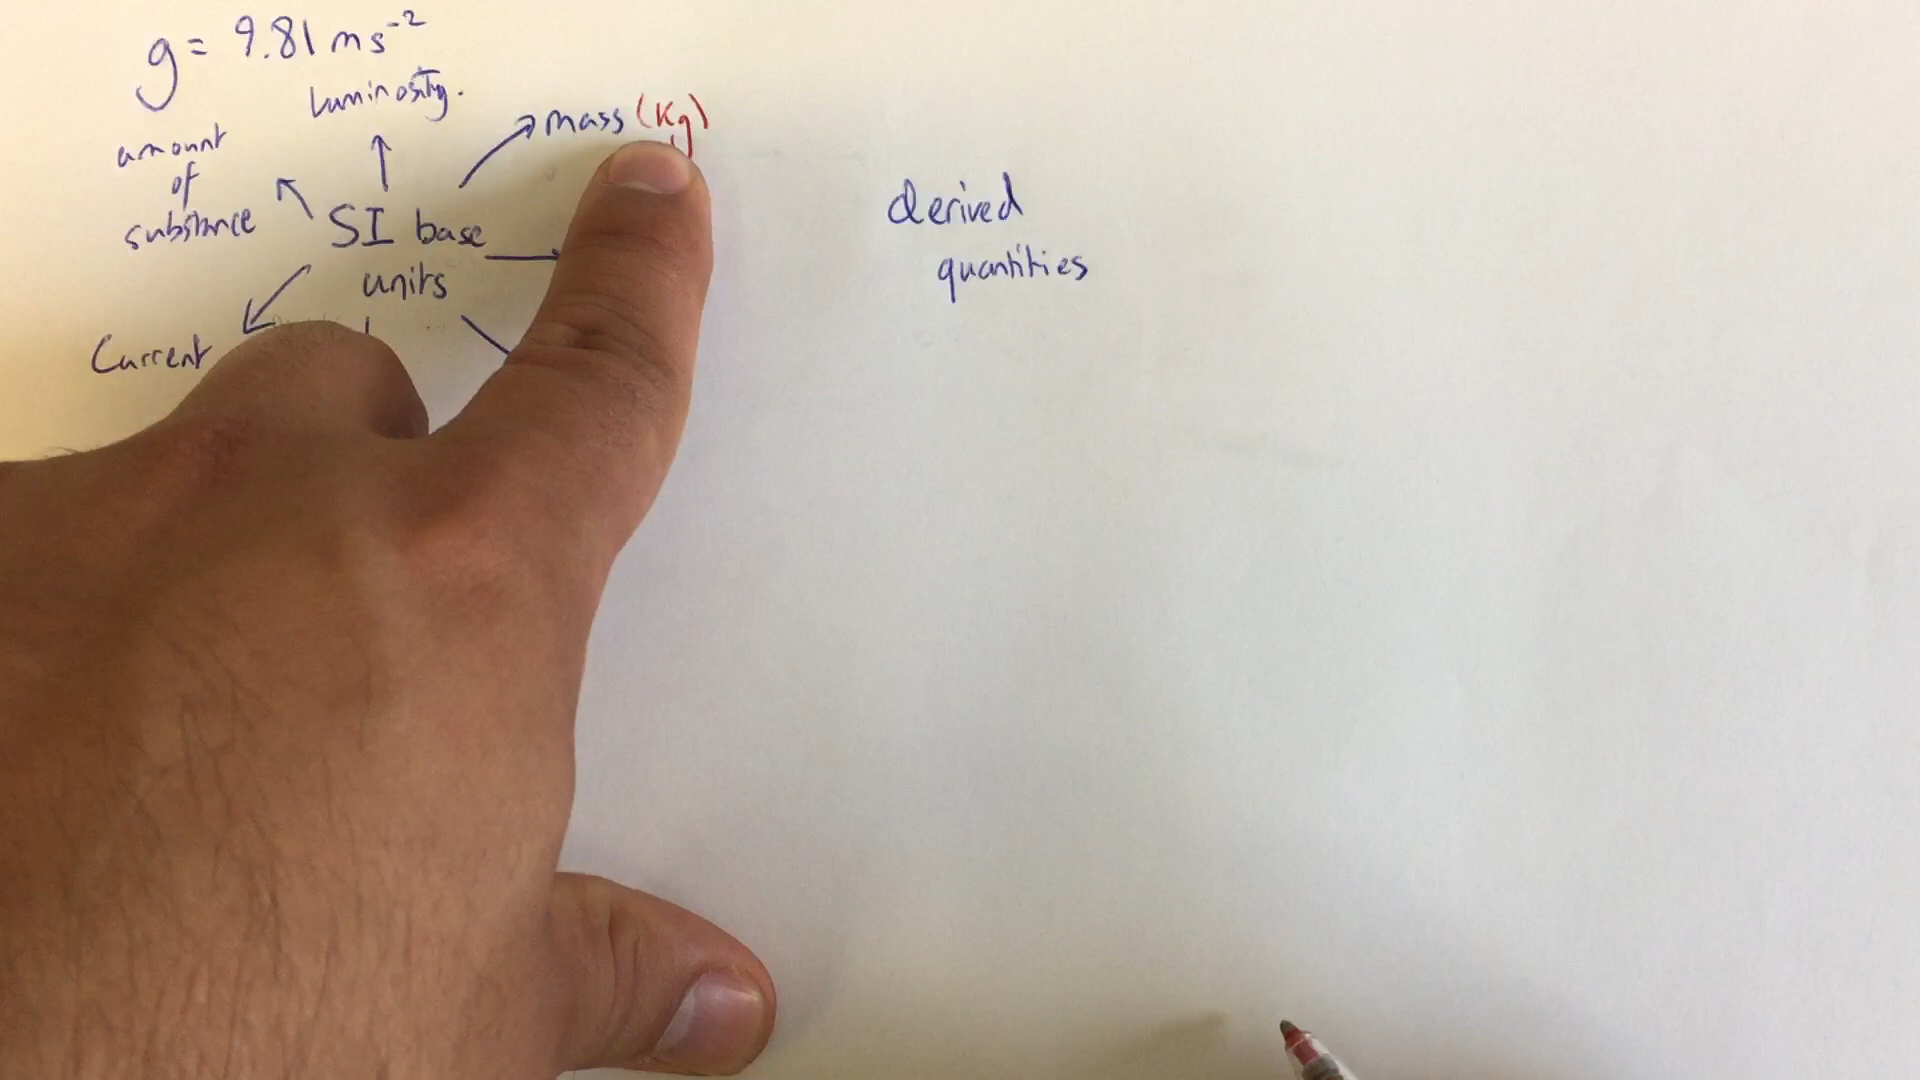 g = 9.81 ms⁻²
luminosity.
mass (Kg)
amount
of
substance
SI base
units
Current
derived
quantities